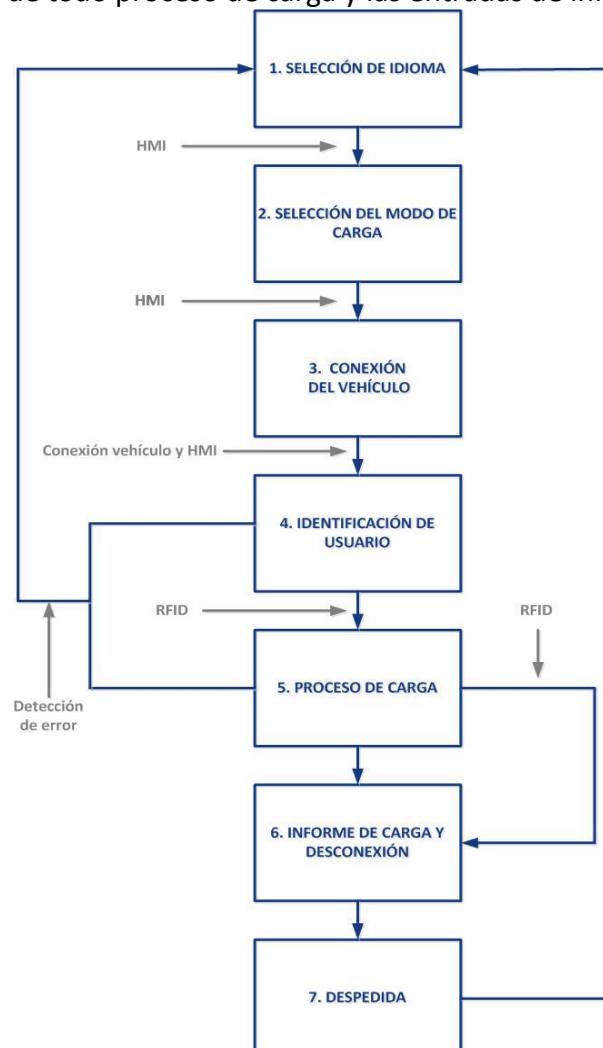 de todo proceso de carga y las entradas de
1. SELECCIÓN DE IDIOMA
HMI
2. SELECCIÓN DEL MODO DE
CARGA
HMI
3. CONEXIÓN
DEL VEHÍCULO
Conexión vehículo y HMI
4. IDENTIFICACIÓN DE
USUARIO
RFID
RFID
5. PROCESO DE CARGA
Detección
de error
6. INFORME DE CARGA Y
DESCONEXIÓN
7. DESPEDIDA